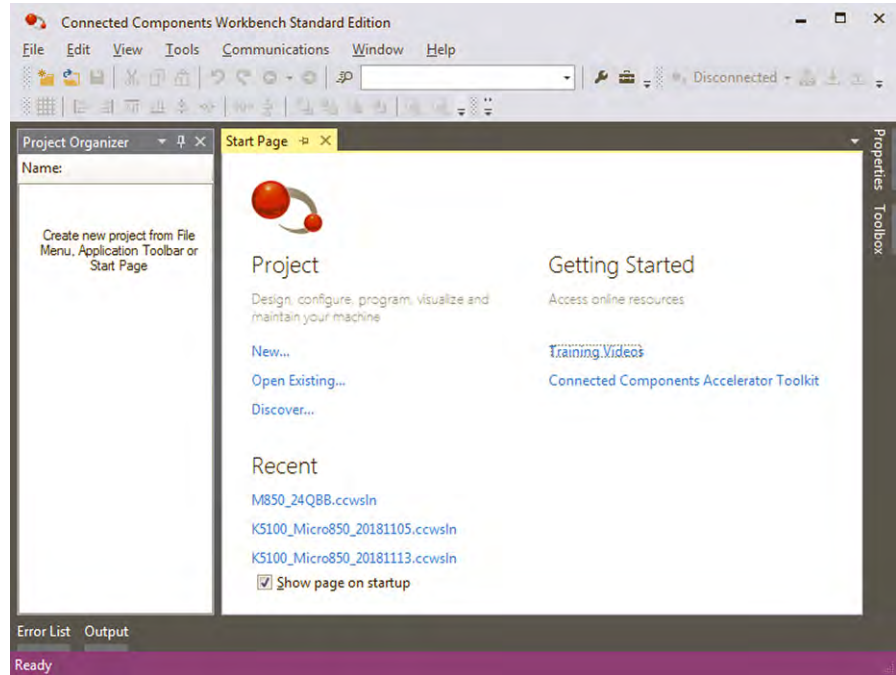 Connected Components Workbench Standard Edition
File Edit View Tools Communications Window Help
Disconnected
Project Organizer
Name:
Create new project from File
Menu, Application Toolbar or
Start Page
Start Page
Project
Design, configure, program, visualize and
maintain your machine
New...
Open Existing...
Discover...
Recent
M850_24QBB.ccwsln
K5100_Micro850_20181105.ccwsln
K5100_Micro850_20181113.ccwsln
Show page on startup
Getting Started
Access online resources
Training Videos
Connected Components Accelerator Toolkit
Properties
Toolbox
Error List Output
Ready